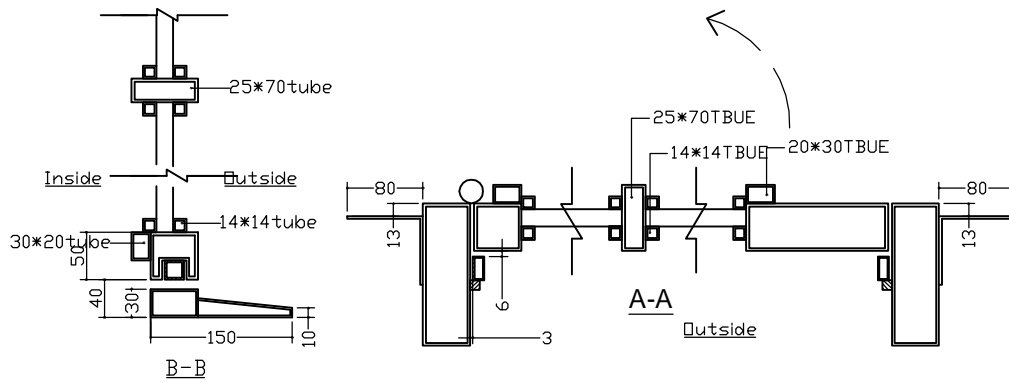 25*70tube
Inside
Outside
14*14tube
30*20tube
50
40
30
150
10
B-B
25*70TBUE
14*14TBUE
20*30TBUE
80
80
13
13
6
A-A
Outside
3